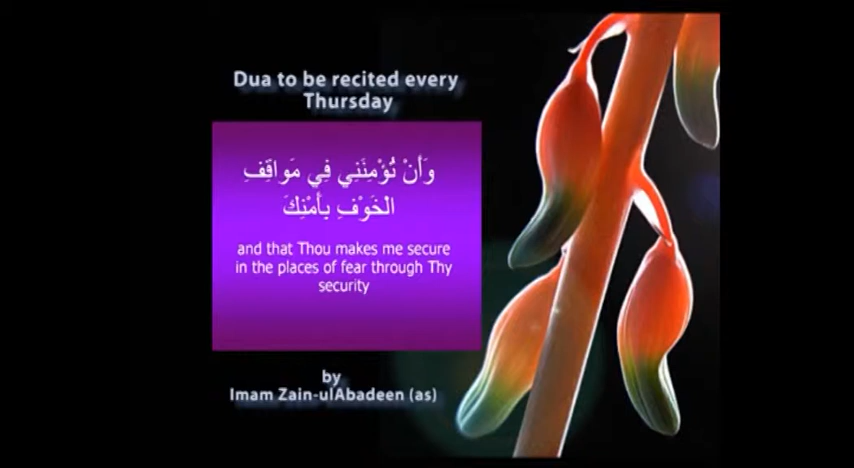 Dua to be recited every
Thursday
وَأَنْ تُؤْمِنَنِي فِي مَواقِفِ
الْخَوْفِ بِأَمْنِكَ
and that Thou makes me secure
in the places of fear through Thy
security
by
Imam Zain-ulAbadeen (as)